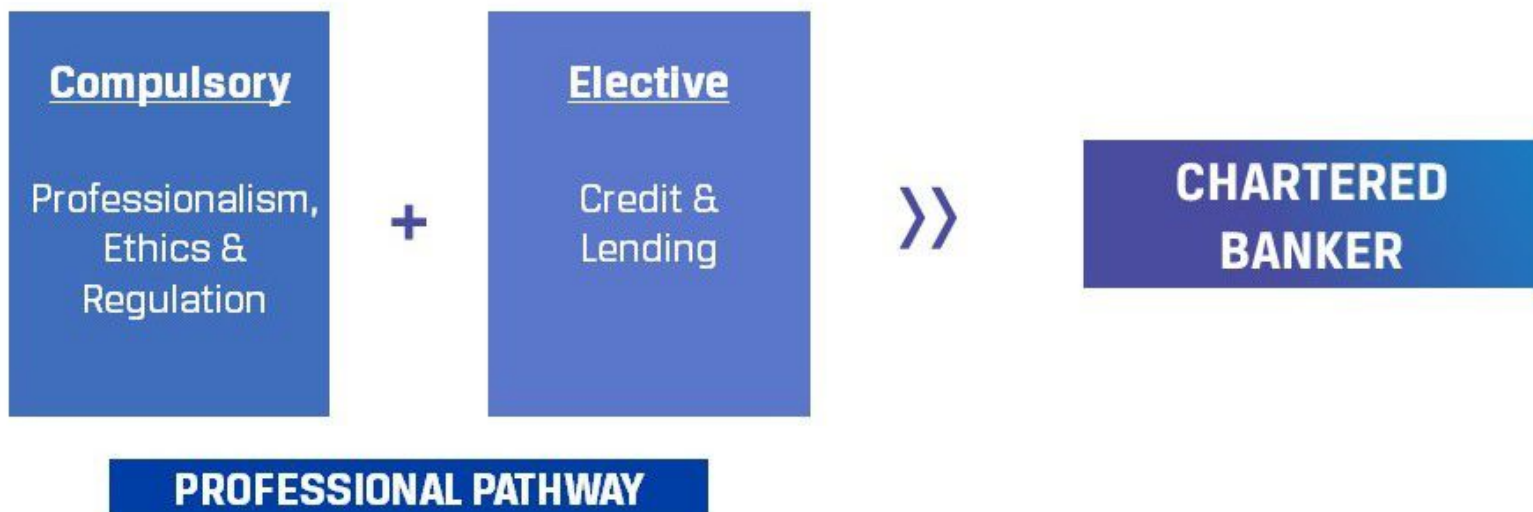 Compulsory
Professionalism,
Ethics &
Regulation
+
Elective
Credit &
Lending
CHARTERED
BANKER
PROFESSIONAL PATHWAY